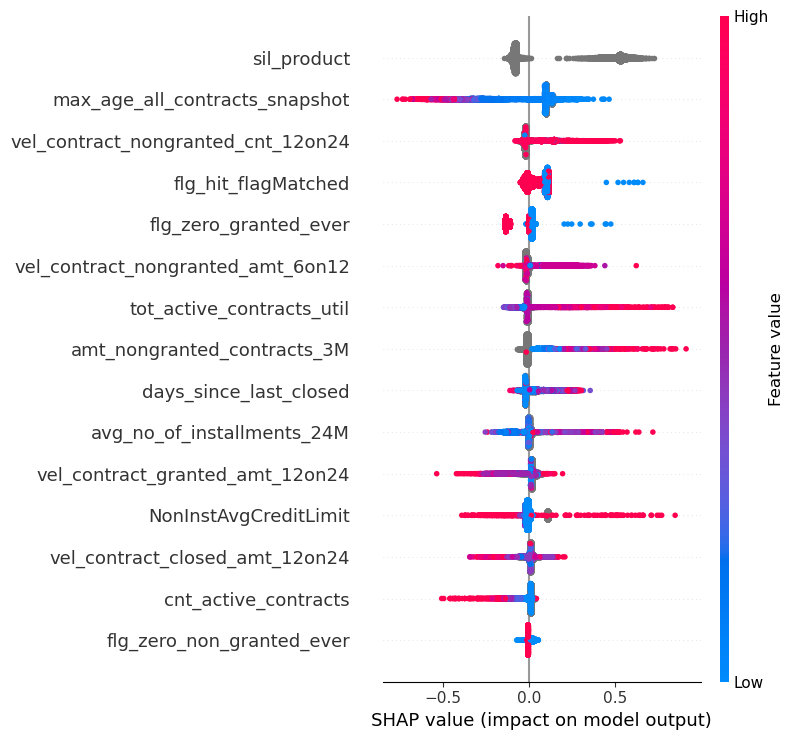 High
sil_product
max_age_all_contracts_snapshot
vel_contract_nongranted_cnt_12on24
flg_hit_flagMatched
flg_zero_granted_ever
vel_contract_nongranted_amt_6on12
tot_active_contracts_util
amt_nongranted_contracts_3M
days_since_last_closed
avg_no_of_installments_24M
vel_contract_granted_amt_12on24
NonInstAvgCreditLimit
vel_contract_closed_amt_12on24
cnt_active_contracts
flg_zero_non_granted_ever
Feature value
Low
−0.5 0.0 0.5
SHAP value (impact on model output)